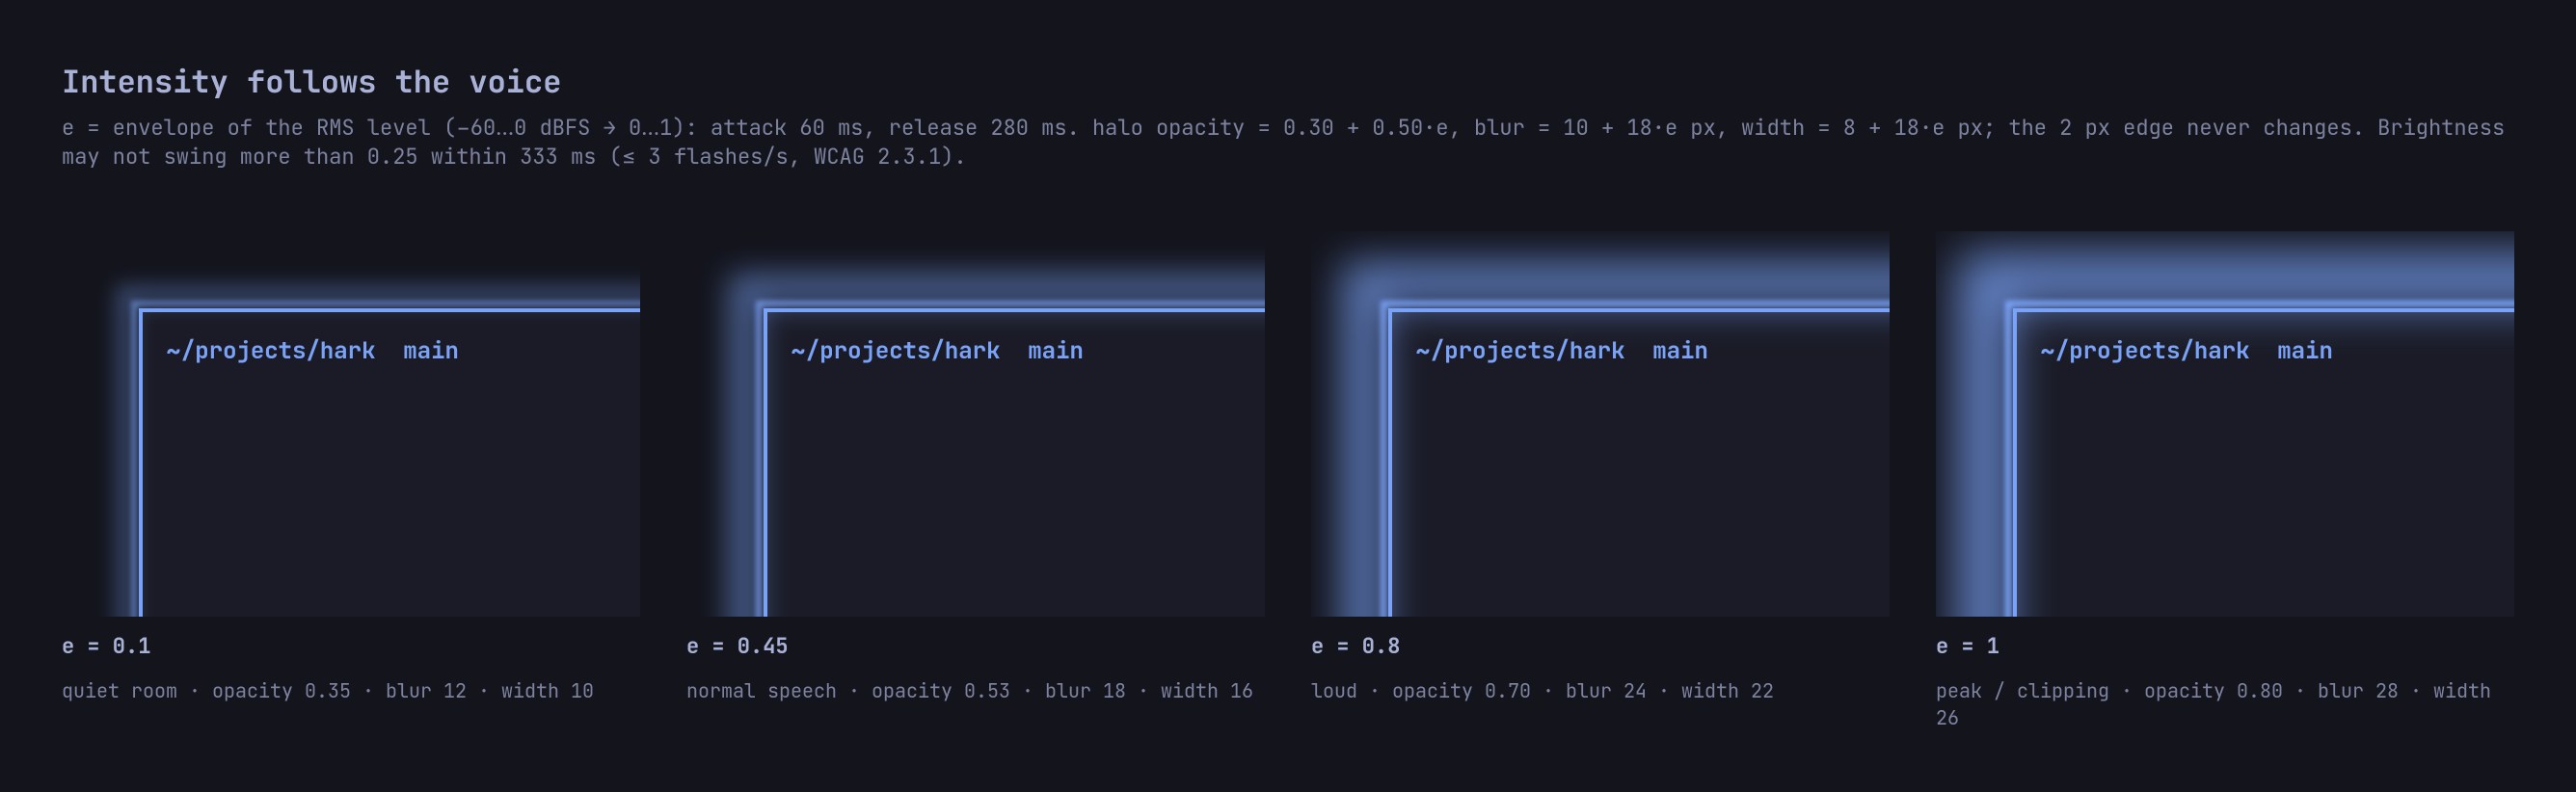 Intensity follows the voice
e = envelope of the RMS level (−60…0 dBFS → 0…1): attack 60 ms, release 280 ms. halo opacity = 0.30 + 0.50·e, blur = 10 + 18·e px, width = 8 + 18·e px; the 2 px edge never changes. Brightness
may not swing more than 0.25 within 333 ms (≤ 3 flashes/s, WCAG 2.3.1).
~/projects/hark  main
~/projects/hark  main
~/projects/hark  main
~/projects/hark  main
e = 0.1
quiet room · opacity 0.35 · blur 12 · width 10
e = 0.45
normal speech · opacity 0.53 · blur 18 · width 16
e = 0.8
loud · opacity 0.70 · blur 24 · width 22
e = 1
peak / clipping · opacity 0.80 · blur 28 · width
26